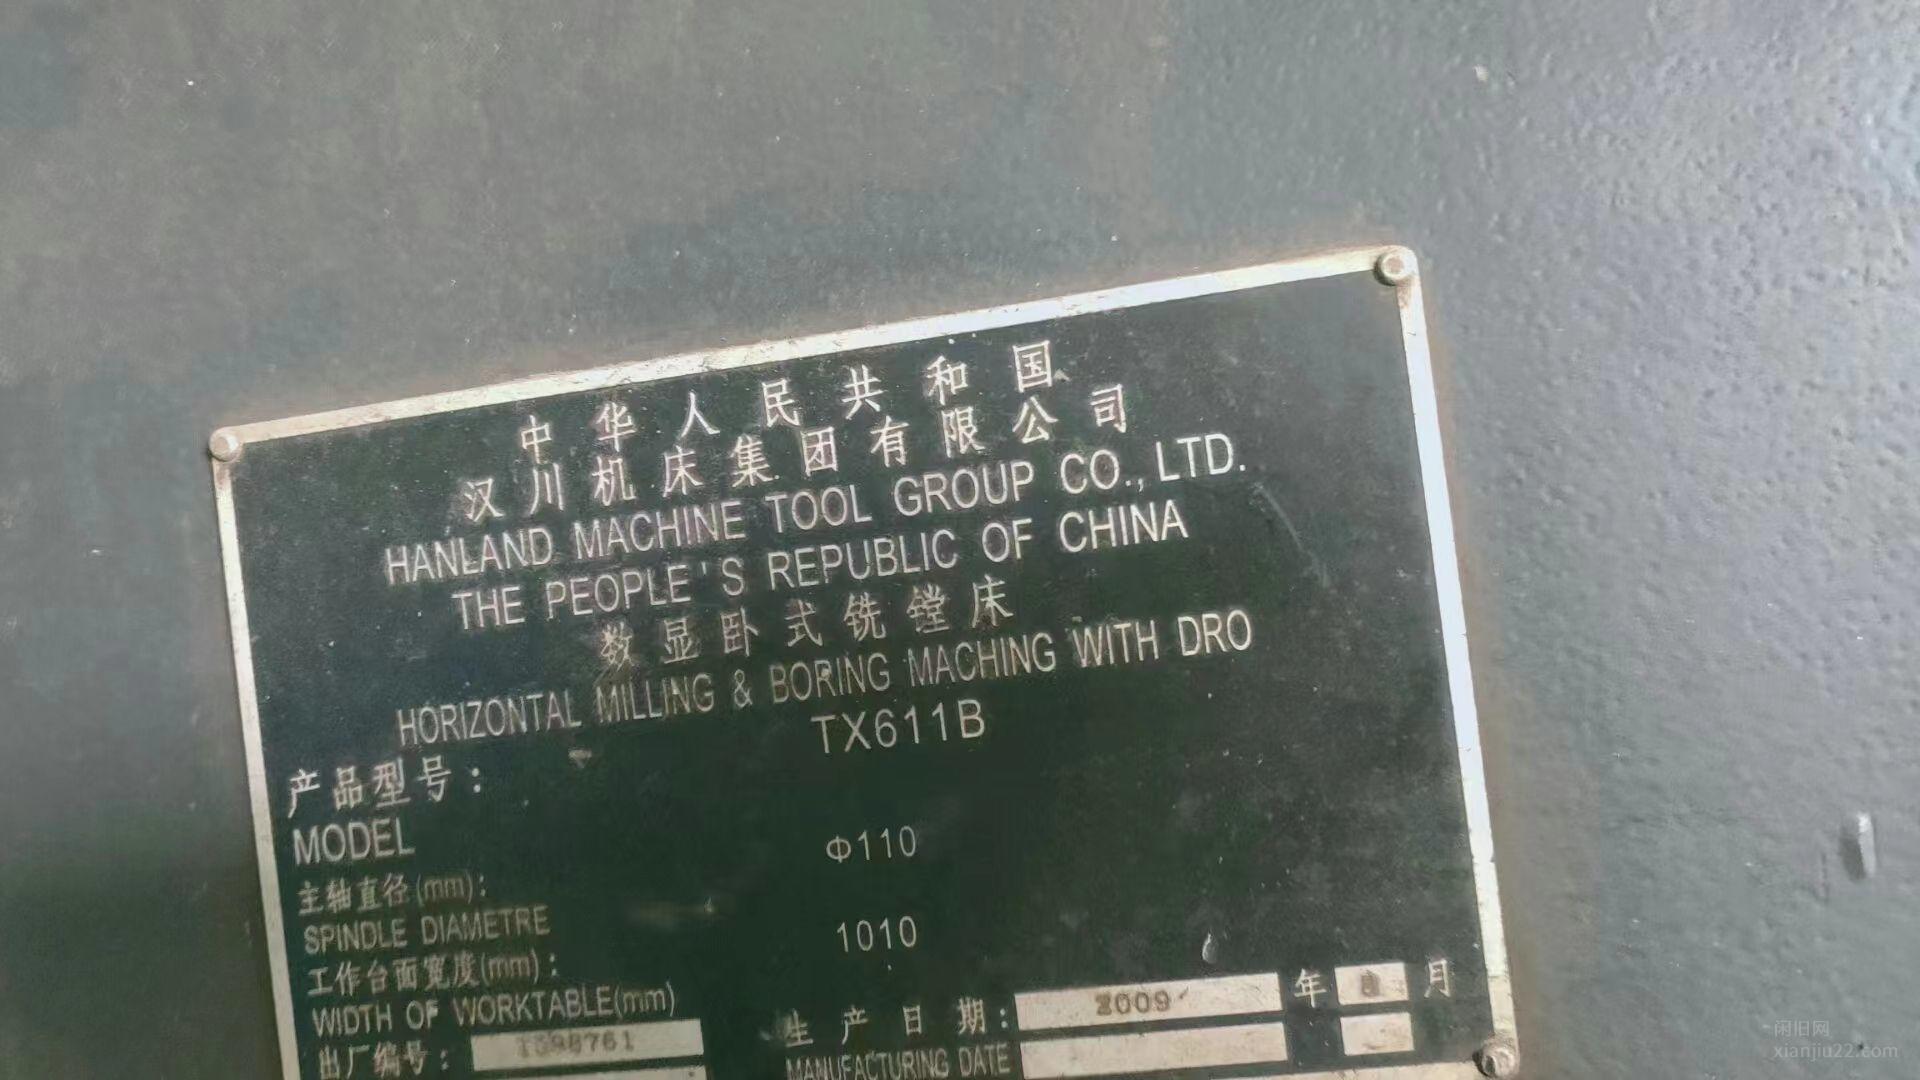 中华人民共和国
汉川机床集团有限公司
HANLAND MACHINE TOOL GROUP CO., LTD.
THE PEOPLE'S REPUBLIC OF CHINA
数显卧式铣镗床
HORIZONTAL MILLING & BORING MACHING WITH DRO
产品型号: TX611B
MODEL
主轴直径(mm): Φ110
SPINDLE DIAMETRE
工作台面宽度(mm): 1010
WIDTH OF WORKTABLE(mm)
出厂编号:
生产日期: 2009 年 月
MANUFACTURING DATE
闲旧网
xianjiu22.com